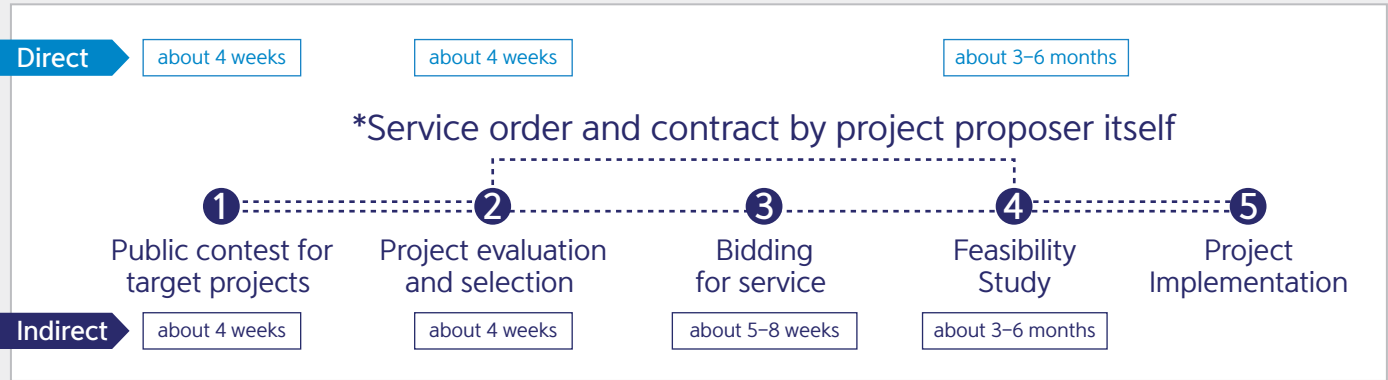 Direct
about 4 weeks
about 4 weeks
about 3–6 months
*Service order and contract by project proposer itself
1
2
3
4
5
Public contest for
target projects
Project evaluation
and selection
Bidding
for service
Feasibility
Study
Project
Implementation
Indirect
about 4 weeks
about 4 weeks
about 5–8 weeks
about 3–6 months